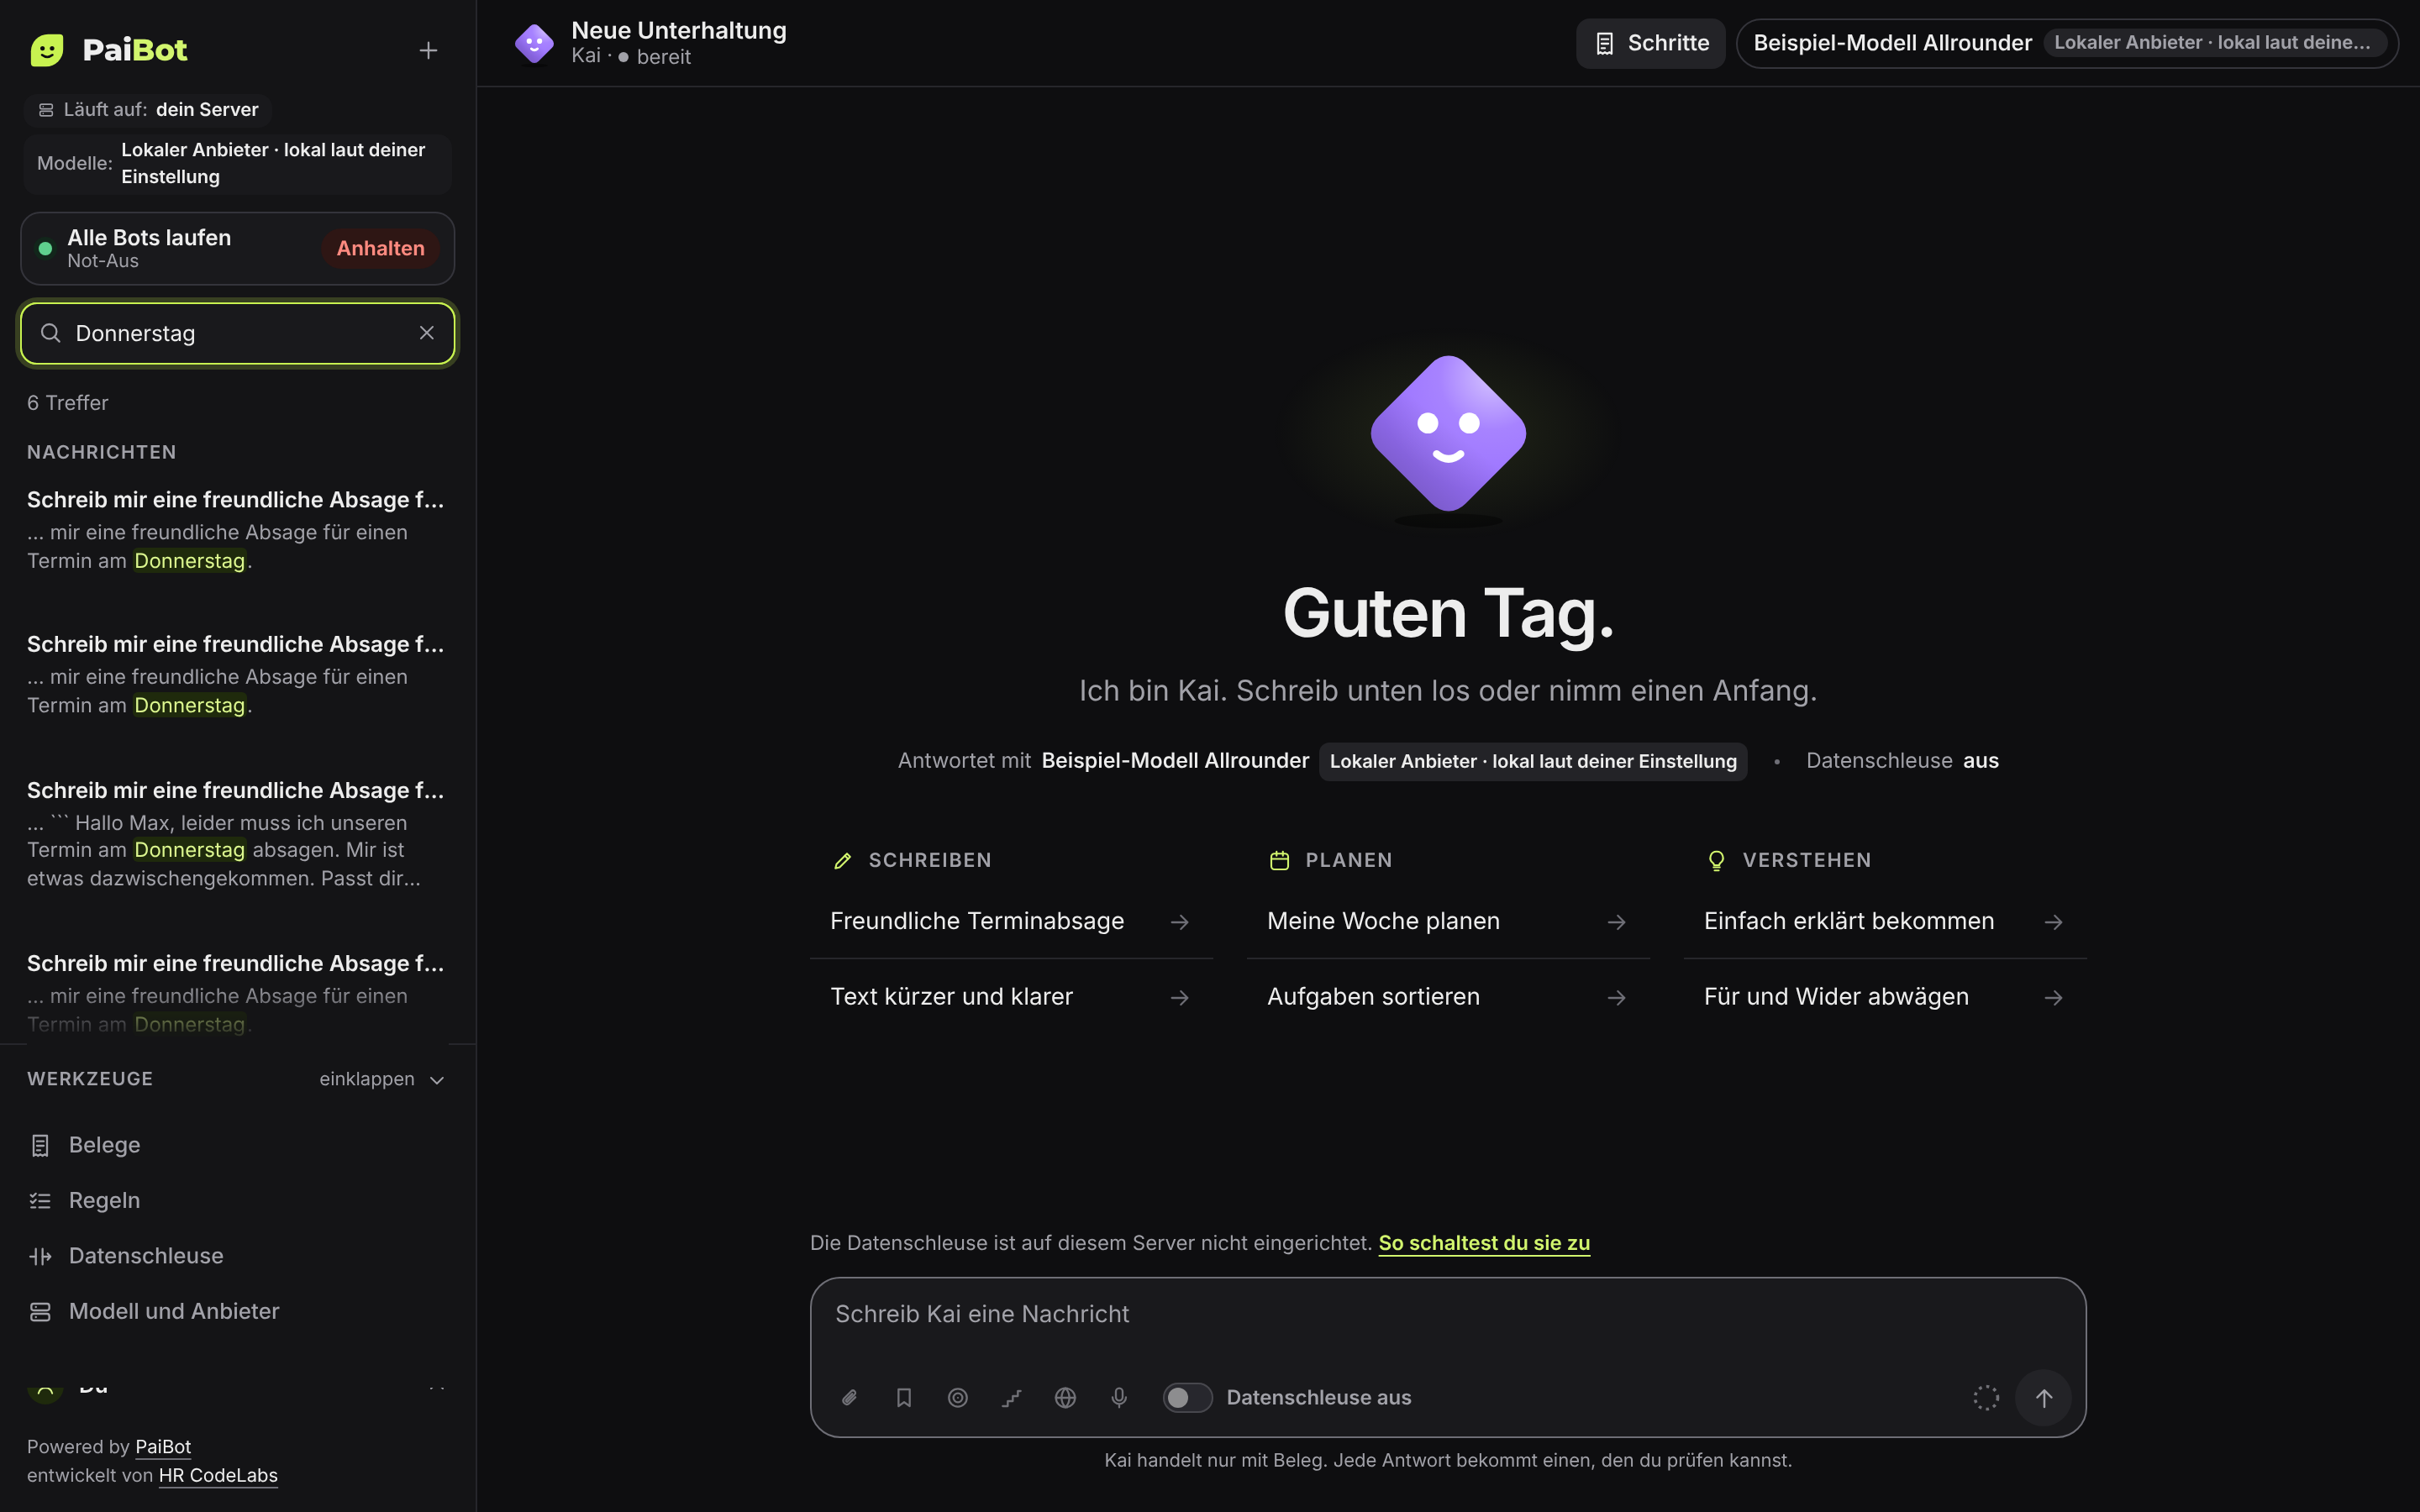 PaiBot
Läuft auf: dein Server
Modelle: Lokaler Anbieter · lokal laut deiner
Einstellung
Alle Bots laufen
Not-Aus
Anhalten
Donnerstag
6 Treffer
NACHRICHTEN
Schreib mir eine freundliche Absage f…
… mir eine freundliche Absage für einen
Termin am Donnerstag.
Schreib mir eine freundliche Absage f…
… mir eine freundliche Absage für einen
Termin am Donnerstag.
Schreib mir eine freundliche Absage f…
… ``` Hallo Max, leider muss ich unseren
Termin am Donnerstag absagen. Mir ist
etwas dazwischengekommen. Passt dir…
Schreib mir eine freundliche Absage f…
… mir eine freundliche Absage für einen
Termin am Donnerstag.
WERKZEUGE
einklappen
Belege
Regeln
Datenschleuse
Modell und Anbieter
Du
Powered by PaiBot
entwickelt von HR CodeLabs
Neue Unterhaltung
Kai · bereit
Schritte
Beispiel-Modell Allrounder Lokaler Anbieter · lokal laut deine…
Guten Tag.
Ich bin Kai. Schreib unten los oder nimm einen Anfang.
Antwortet mit Beispiel-Modell Allrounder Lokaler Anbieter · lokal laut deiner Einstellung • Datenschleuse aus
SCHREIBEN
Freundliche Terminabsage
Text kürzer und klarer
PLANEN
Meine Woche planen
Aufgaben sortieren
VERSTEHEN
Einfach erklärt bekommen
Für und Wider abwägen
Die Datenschleuse ist auf diesem Server nicht eingerichtet. So schaltest du sie zu
Schreib Kai eine Nachricht
Datenschleuse aus
Kai handelt nur mit Beleg. Jede Antwort bekommt einen, den du prüfen kannst.